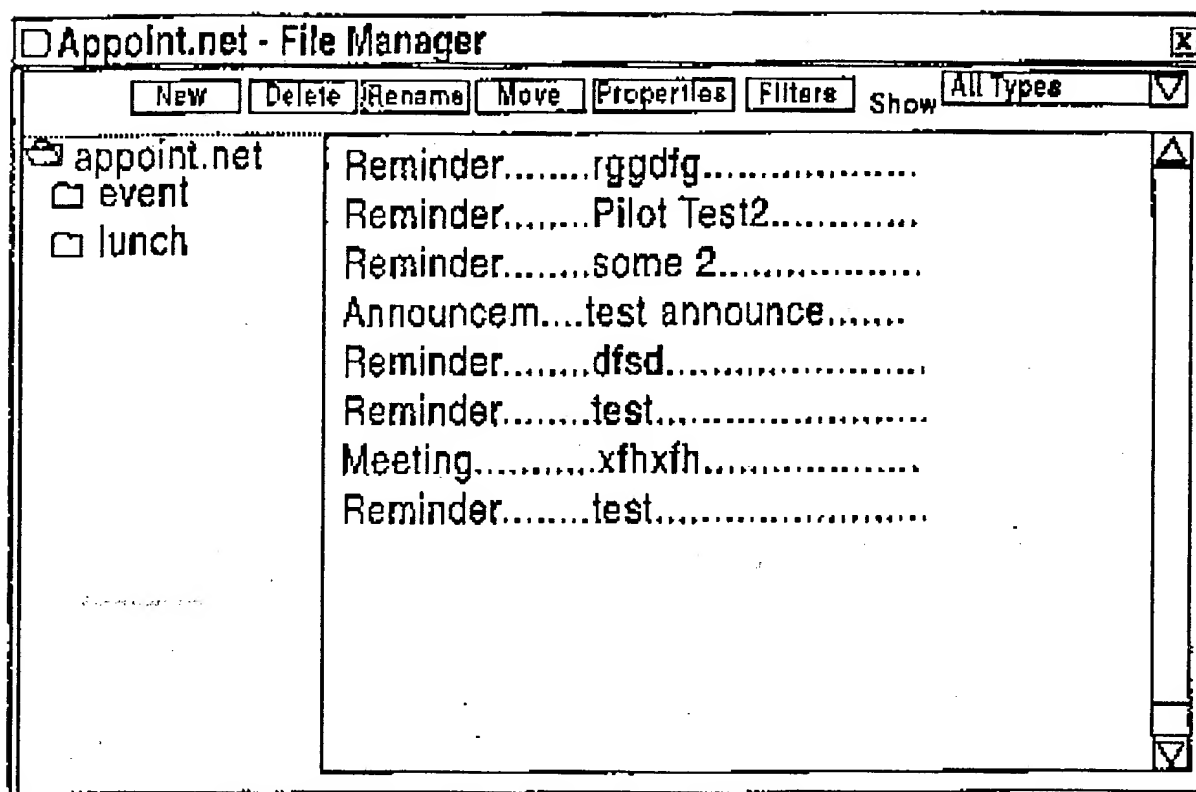 Appoint.net - File Manager
New Delete Rename Move Properties Filters Show All Types
appoint.net
event
lunch
Reminder........rggdfg...................
Reminder........Pilot Test2.............
Reminder........some 2...................
Announcem....test announce.......
Reminder........dfsd........................
Reminder........test.........................
Meeting...........xfhxfh...................
Reminder........test.........................